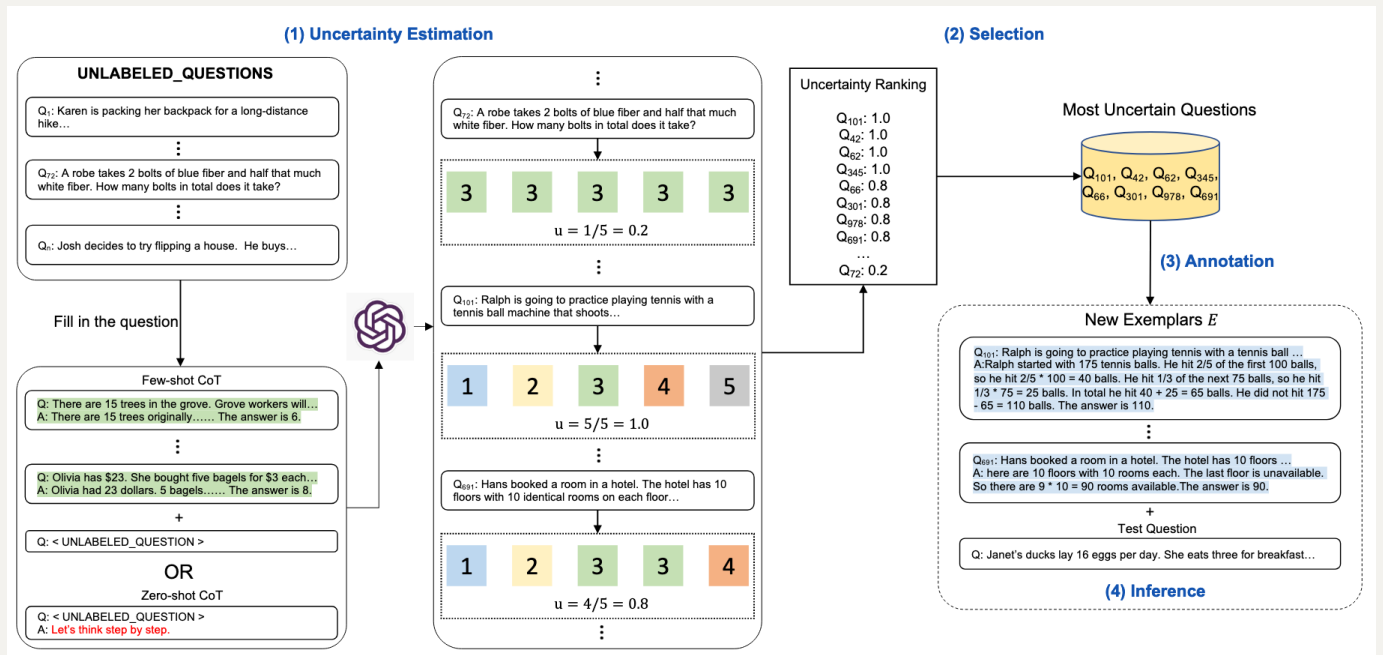 (1) Uncertainty Estimation
UNLABELED_QUESTIONS
Q1: Karen is packing her backpack for a long-distance
hike…
⋮
Q72: A robe takes 2 bolts of blue fiber and half that much
white fiber. How many bolts in total does it take?
⋮
Qn: Josh decides to try flipping a house.  He buys…
Fill in the question
Few-shot CoT
Q: There are 15 trees in the grove. Grove workers will…
A: There are 15 trees originally…… The answer is 6.
⋮
Q: Olivia has $23. She bought five bagels for $3 each…
A: Olivia had 23 dollars. 5 bagels…… The answer is 8.
+
Q: < UNLABELED_QUESTION >
OR
Zero-shot CoT
Q: < UNLABELED_QUESTION >
A: Let's think step by step.
⋮
Q72: A robe takes 2 bolts of blue fiber and half that much
white fiber. How many bolts in total does it take?
3 3 3 3 3
u = 1/5 = 0.2
⋮
Q101: Ralph is going to practice playing tennis with a
tennis ball machine that shoots…
1 2 3 4 5
u = 5/5 = 1.0
⋮
Q691: Hans booked a room in a hotel. The hotel has 10
floors with 10 identical rooms on each floor…
1 2 3 3 4
u = 4/5 = 0.8
⋮
(2) Selection
Uncertainty Ranking
Q101: 1.0
Q42: 1.0
Q62: 1.0
Q345: 1.0
Q66: 0.8
Q301: 0.8
Q978: 0.8
Q691: 0.8
…
Q72: 0.2
Most Uncertain Questions
Q101, Q42, Q62, Q345,
Q66, Q301, Q978, Q691
(3) Annotation
New Exemplars E
Q101: Ralph is going to practice playing tennis with a tennis ball …
A:Ralph started with 175 tennis balls. He hit 2/5 of the first 100 balls,
so he hit 2/5 * 100 = 40 balls. He hit 1/3 of the next 75 balls, so he hit
1/3 * 75 = 25 balls. In total he hit 40 + 25 = 65 balls. He did not hit 175
- 65 = 110 balls. The answer is 110.
⋮
Q691: Hans booked a room in a hotel. The hotel has 10 floors …
A: here are 10 floors with 10 rooms each. The last floor is unavailable.
So there are 9 * 10 = 90 rooms available.The answer is 90.
+
Test Question
Q: Janet's ducks lay 16 eggs per day. She eats three for breakfast…
(4) Inference